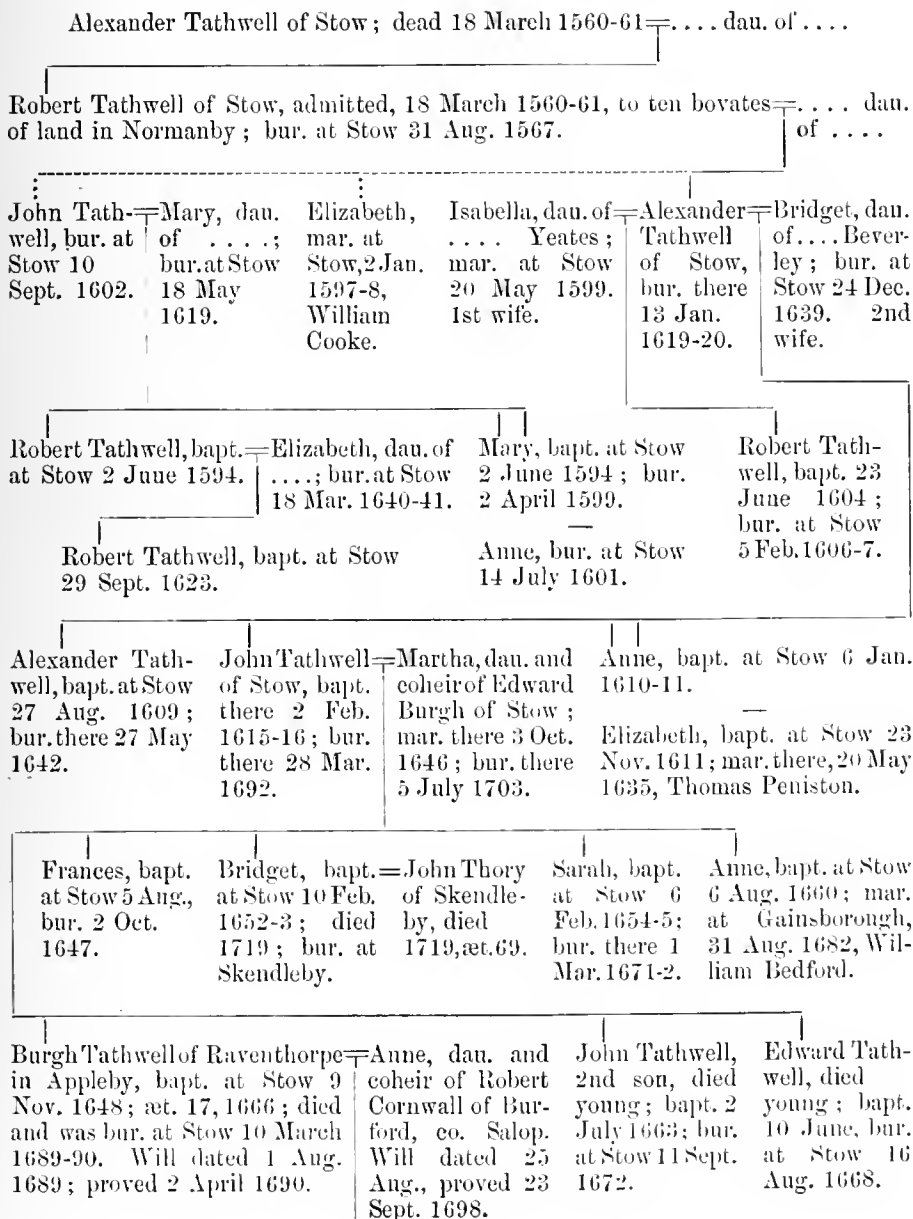 Alexander Tathwell of Stow; dead 18 March 1560-61=.... dau. of ....
Robert Tathwell of Stow, admitted, 18 March 1560-61, to ten bovates=.... dau.
of land in Normanby; bur. at Stow 31 Aug. 1567. of ....
John Tath-
well, bur. at
Stow 10
Sept. 1602.
=Mary, dau.
of ....;
bur. at Stow
18 May
1619.
Elizabeth,
mar. at
Stow, 2 Jan.
1597-8,
William
Cooke.
Isabella, dau. of
.... Yeates;
mar. at Stow
20 May 1599.
1st wife.
=Alexander=
Tathwell
of Stow,
bur. there
13 Jan.
1619-20.
Bridget, dau.
of .... Bever-
ley; bur. at
Stow 24 Dec.
1639. 2nd
wife.
Robert Tathwell, bapt.
at Stow 2 June 1594.
=Elizabeth, dau. of
....; bur. at Stow
18 Mar. 1640-41.
Mary, bapt. at Stow
2 June 1594; bur.
2 April 1599.
—
Anne, bur. at Stow
14 July 1601.
Robert Tath-
well, bapt. 23
June 1604;
bur. at Stow
5 Feb. 1606-7.
Robert Tathwell, bapt. at Stow
29 Sept. 1623.
Alexander Tath-
well, bapt. at Stow
27 Aug. 1609;
bur. there 27 May
1642.
John Tathwell
of Stow, bapt.
there 2 Feb.
1615-16; bur.
there 28 Mar.
1692.
=Martha, dau. and
coheir of Edward
Burgh of Stow;
mar. there 3 Oct.
1646; bur. there
5 July 1703.
Anne, bapt. at Stow 6 Jan.
1610-11.
—
Elizabeth, bapt. at Stow 23
Nov. 1611; mar. there, 20 May
1635, Thomas Peniston.
Frances, bapt.
at Stow 5 Aug.,
bur. 2 Oct.
1647.
Bridget, bapt.
at Stow 10 Feb.
1652-3; died
1719; bur. at
Skendleby.
=John Thory
of Skendle-
by, died
1719, æt. 69.
Sarah, bapt.
at Stow 6
Feb. 1654-5;
bur. there 1
Mar. 1671-2.
Anne, bapt. at Stow
6 Aug. 1660; mar.
at Gainsborough,
31 Aug. 1682, Wil-
liam Bedford.
Burgh Tathwell of Raventhorpe
in Appleby, bapt. at Stow 9
Nov. 1648; æt. 17, 1666; died
and was bur. at Stow 10 March
1689-90. Will dated 1 Aug.
1689; proved 2 April 1690.
=Anne, dau. and
coheir of Robert
Cornwall of Bur-
ford, co. Salop.
Will dated 25
Aug., proved 23
Sept. 1698.
John Tathwell,
2nd son, died
young; bapt. 2
July 1663; bur.
at Stow 11 Sept.
1672.
Edward Tath-
well, died
young; bapt.
10 June, bur.
at Stow 16
Aug. 1668.